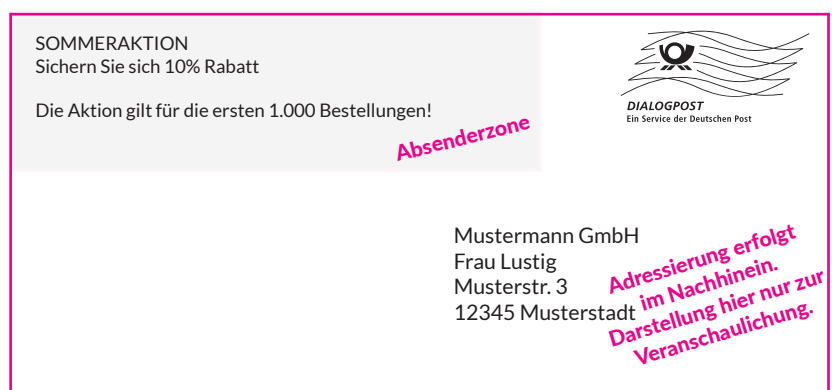 SOMMERAKTION
Sichern Sie sich 10% Rabatt
Die Aktion gilt für die ersten 1.000 Bestellungen!
Absenderzone
DIALOGPOST
Ein Service der Deutschen Post
Mustermann GmbH
Frau Lustig
Musterstr. 3
12345 Musterstadt
Adressierung erfolgt
im Nachhinein.
Darstellung hier nur zur
Veranschaulichung.